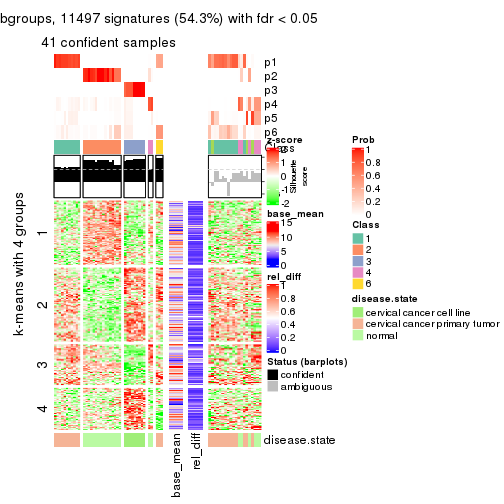 bgroups, 11497 signatures (54.3%) with fdr < 0.05
41 confident samples
p1
p2
p3
p4
p5
p6
Class
z-score
2
1
0
-1
-2
Silhouette
score
base_mean
15
10
5
0
rel_diff
1
0.8
0.6
0.4
0.2
0
Status (barplots)
confident
ambiguous
Prob
1
0.8
0.6
0.4
0.2
0
Class
1
2
3
4
6
disease.state
cervical cancer cell line
cervical cancer primary tumor
normal
k-means with 4 groups
1
2
3
4
base_mean
rel_diff
disease.state